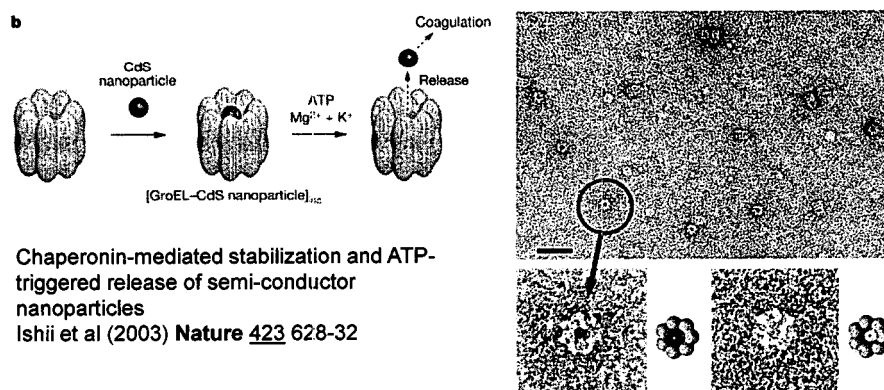 b
Coagulation
CdS
nanoparticle
Release
ATP
Mg²⁺ + K⁺
[GroEL–CdS nanoparticle]
Chaperonin-mediated stabilization and ATP-
triggered release of semi-conductor
nanoparticles
Ishii et al (2003) Nature 423 628-32